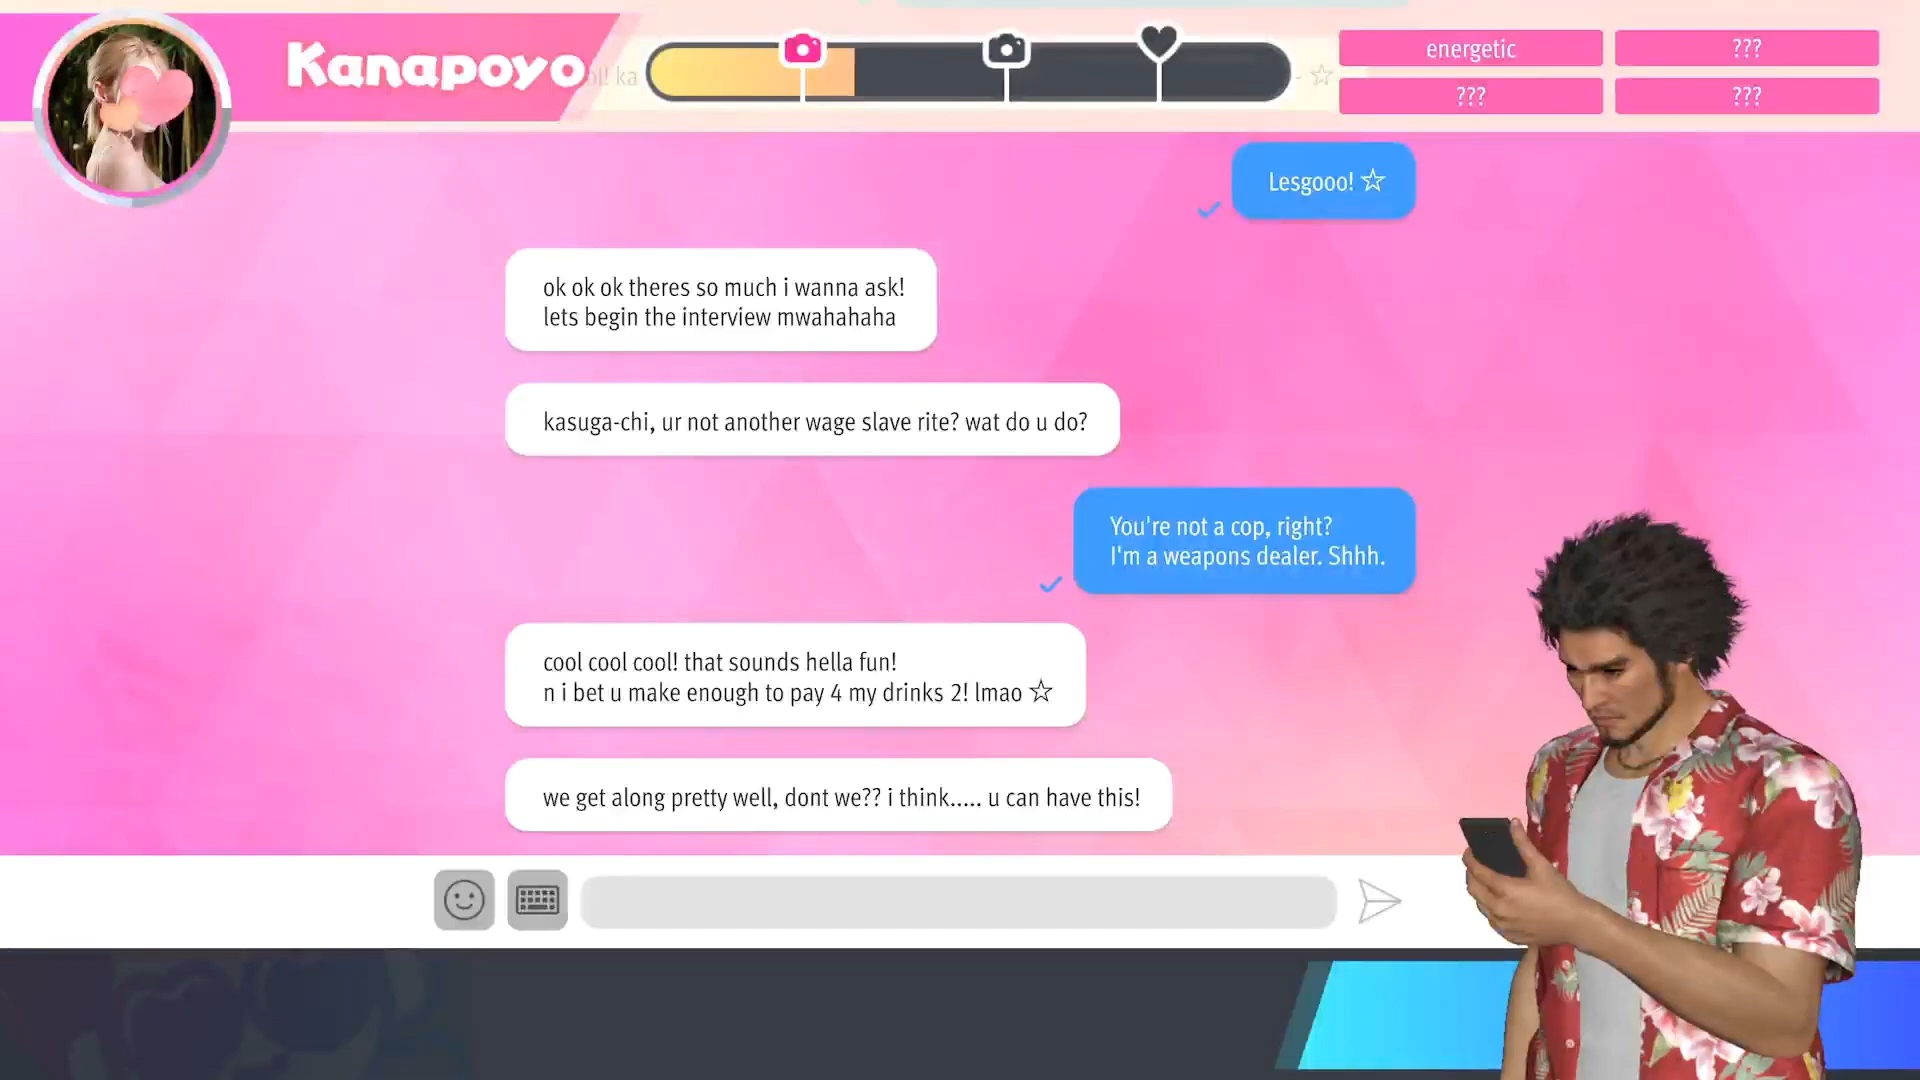 Kanapoyo
energetic
???
???
???
Lesgooo! ☆
ok ok ok theres so much i wanna ask!
lets begin the interview mwahahaha
kasuga-chi, ur not another wage slave rite? wat do u do?
You're not a cop, right?
I'm a weapons dealer. Shhh.
cool cool cool! that sounds hella fun!
n i bet u make enough to pay 4 my drinks 2! lmao ☆
we get along pretty well, dont we?? i think..... u can have this!